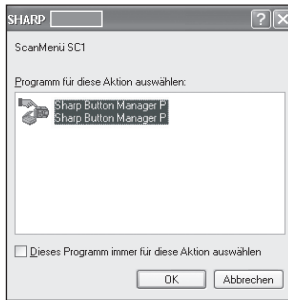 SHARP
ScanMenü SC1
Programm für diese Aktion auswählen:
Sharp Button Manager P
Sharp Button Manager P
Dieses Programm immer für diese Aktion auswählen
OK
Abbrechen